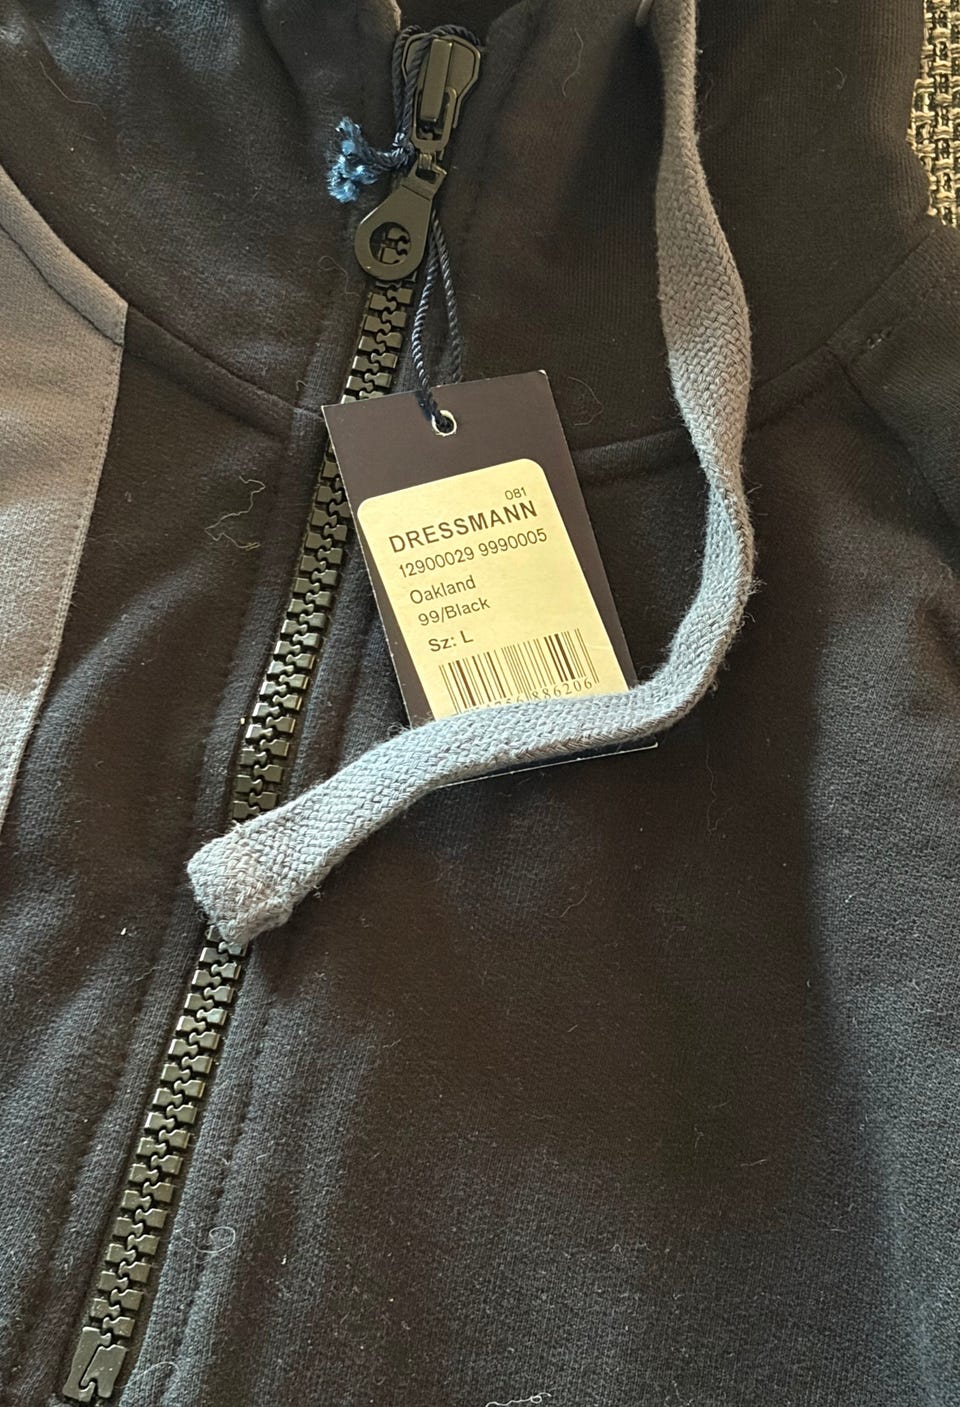 081
DRESSMANN
12900029 9990005
Oakland
99/Black
Sz: L